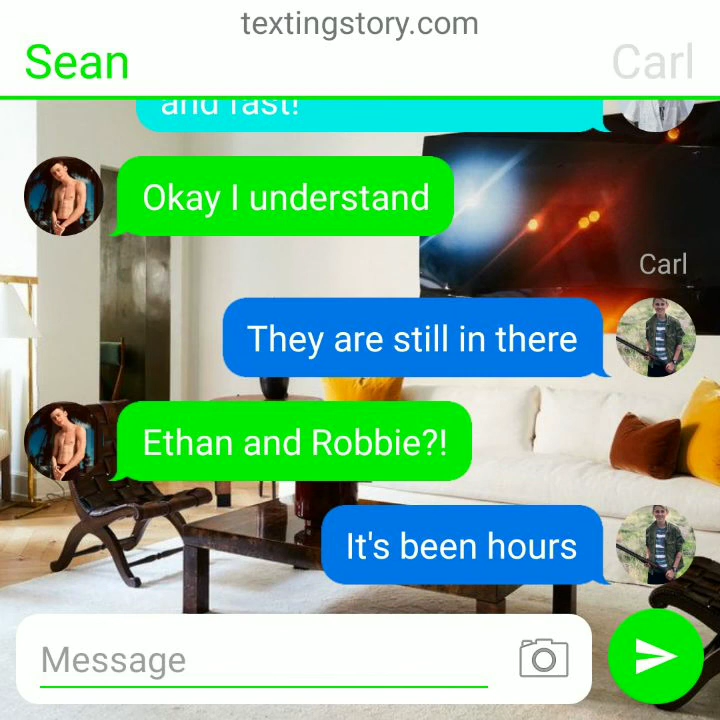 textingstory.com
Sean
Carl
and fast!
Okay I understand
Carl
They are still in there
Ethan and Robbie?!
It's been hours
Message